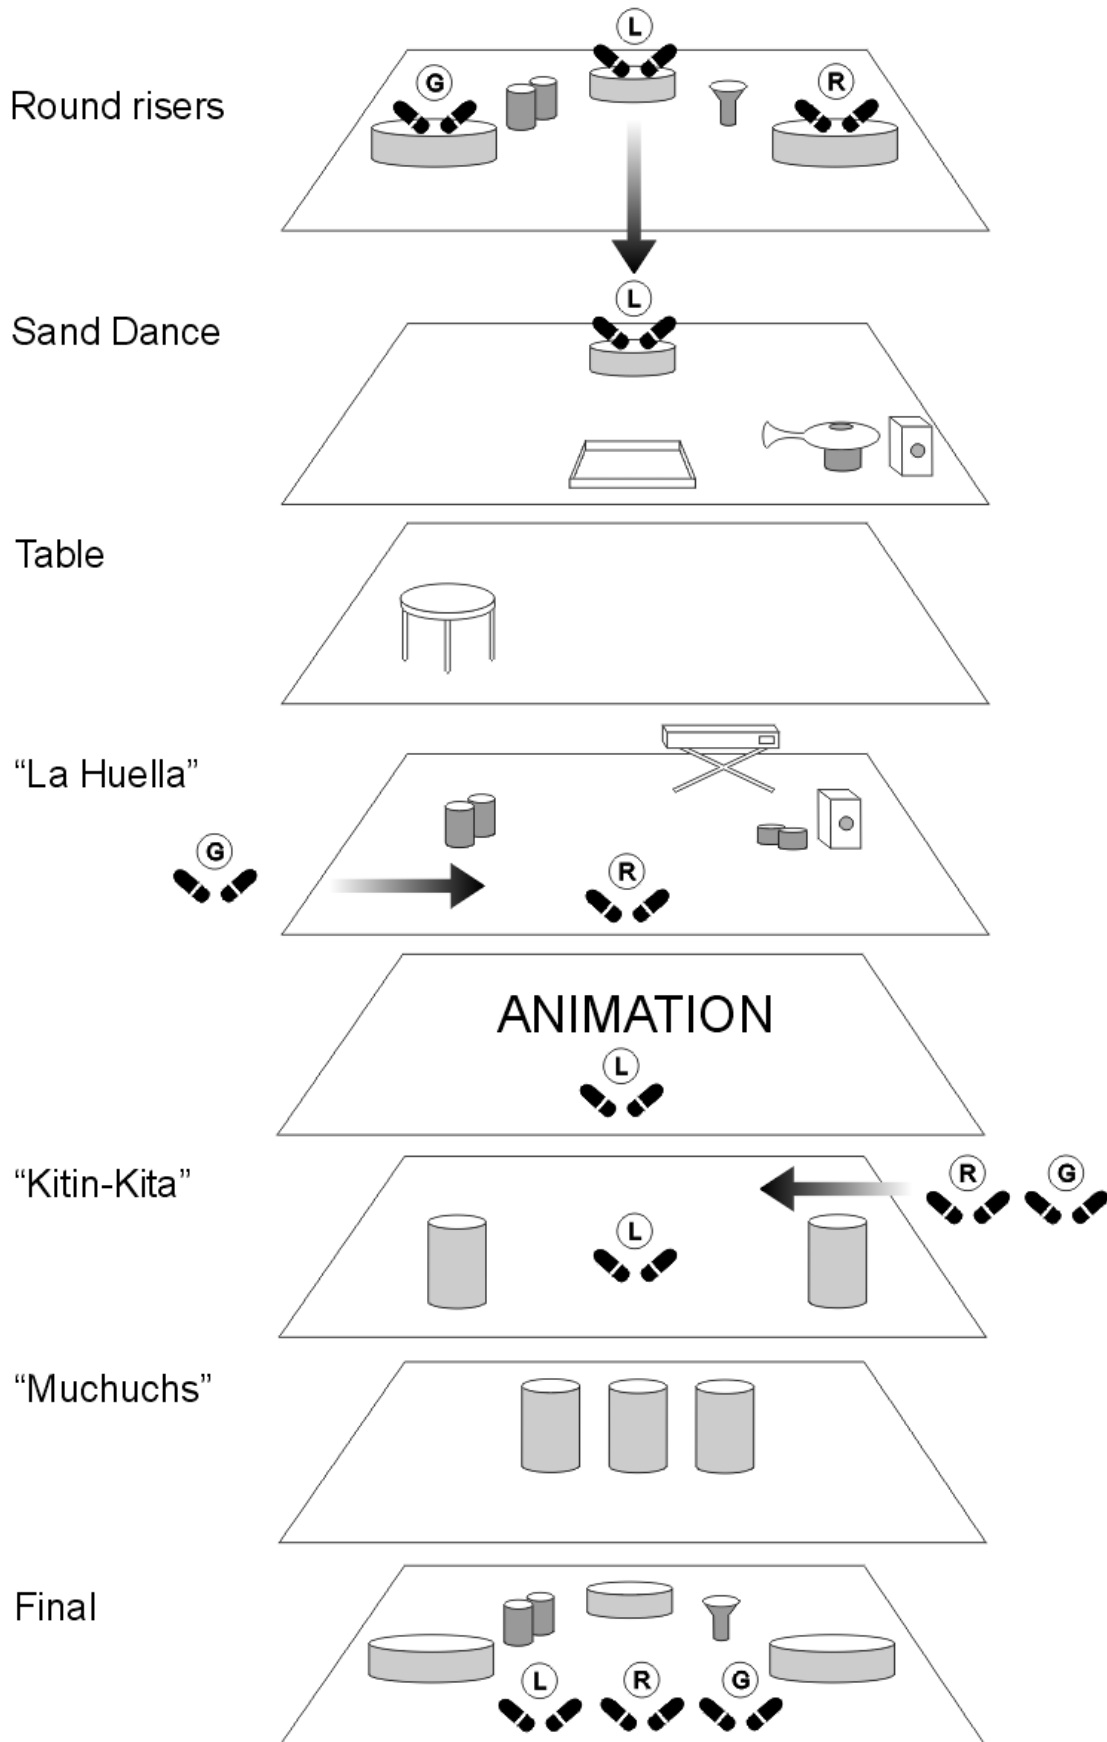 L
G
R
Round risers
L
Sand Dance
Table
“La Huella”
G
R
ANIMATION
L
“Kitin-Kita”
R
G
L
“Muchuchs”
Final
L
R
G